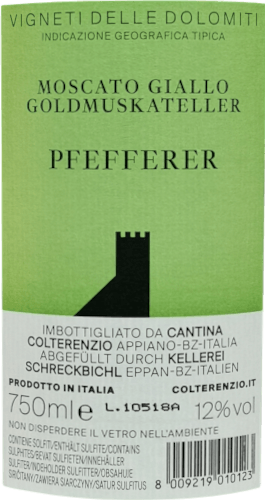 VIGNETI DELLE DOLOMITI
INDICAZIONE GEOGRAFICA TIPICA
MOSCATO GIALLO
GOLDMUSKATELLER
PFEFFERER
IMBOTTIGLIATO DA CANTINA
COLTERENZIO APPIANO-BZ-ITALIA
ABGEFÜLLT DURCH KELLEREI
SCHRECKBICHL EPPAN-BZ-ITALIEN
NON DISPERDERE IL VETRO NELL'AMBIENTE
PRODOTTO IN ITALIA COLTERENZIO.IT
750ml e L.10518A 12%vol
CONTIENE SOLFITI/ENTHÄLT SULFITE/CONTAINS
SULPHITES/BEVAT SULFIETEN/INNEHÅLLER
SULFITER/INDEHOLDER SULFITTER/OBSAHUJE
SIRIČITANY/ZAWIERA SIARCZYNY/SATUR SULFITUS
8 009219 010123